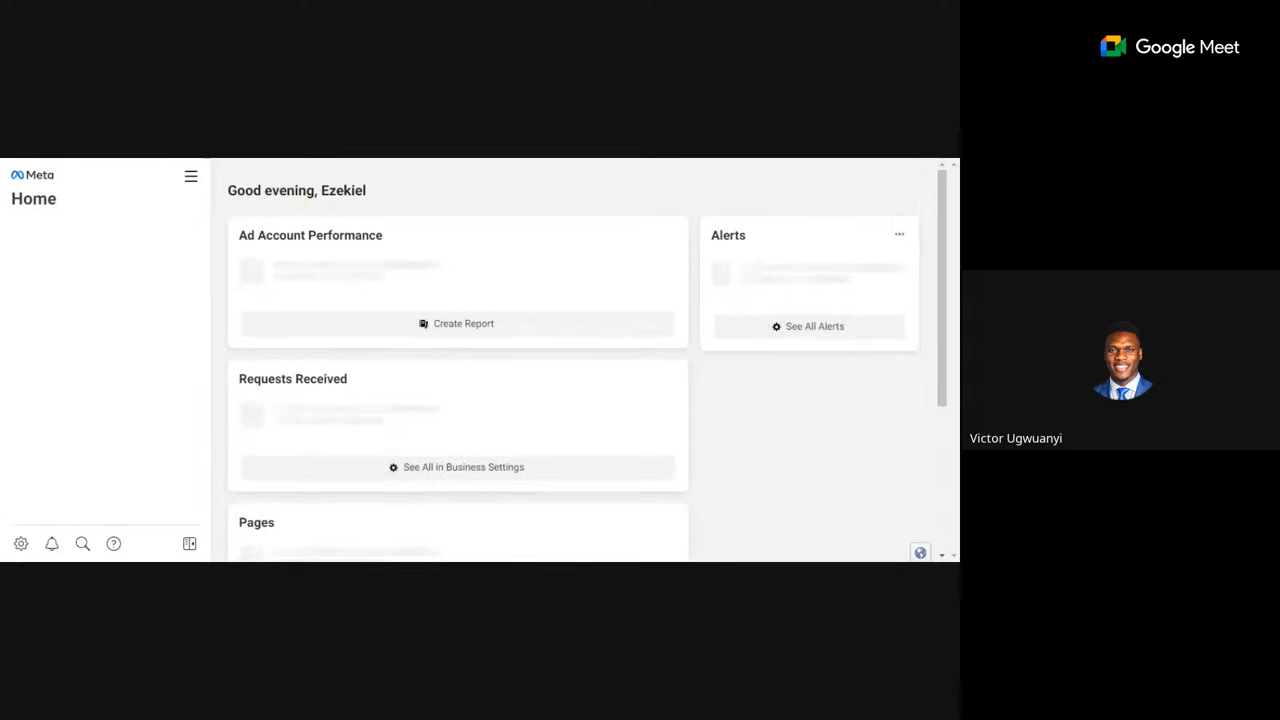 Google Meet
Meta
Home
Good evening, Ezekiel
Ad Account Performance
Create Report
Alerts
See All Alerts
Requests Received
See All in Business Settings
Pages
Victor Ugwuanyi